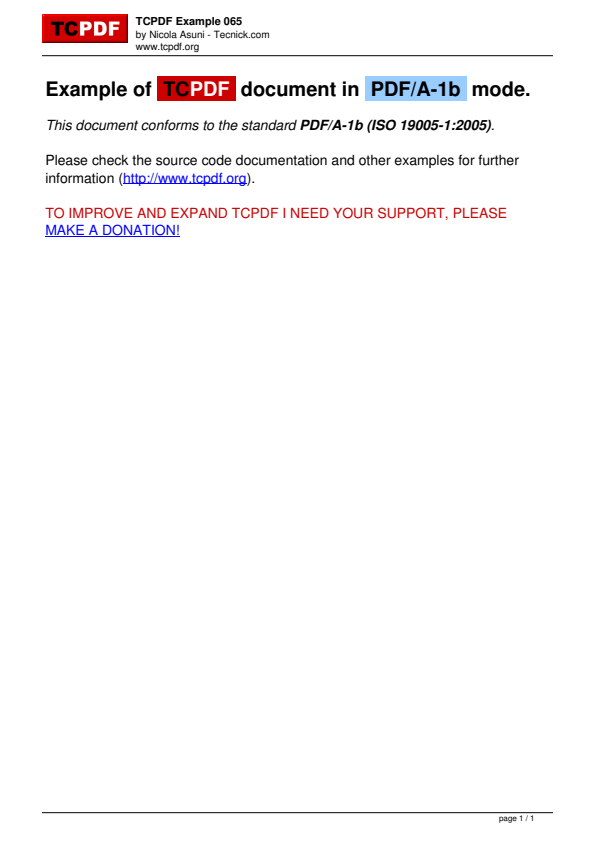 TCPDF
TCPDF Example 065
by Nicola Asuni - Tecnick.com
www.tcpdf.org
Example of TCPDF document in PDF/A-1b mode.
This document conforms to the standard PDF/A-1b (ISO 19005-1:2005).
Please check the source code documentation and other examples for further
information (http://www.tcpdf.org).
TO IMPROVE AND EXPAND TCPDF I NEED YOUR SUPPORT, PLEASE
MAKE A DONATION!
page 1 / 1